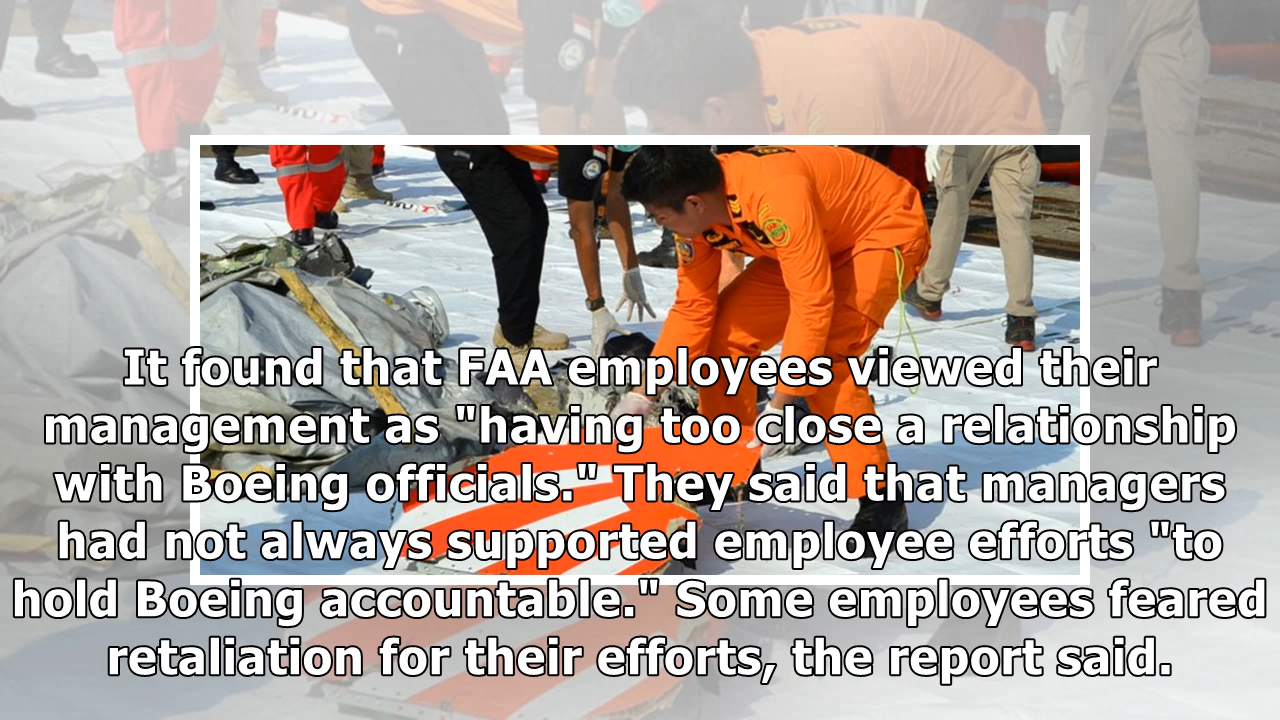 It found that FAA employees viewed their
management as "having too close a relationship
with Boeing officials." They said that managers
had not always supported employee efforts "to
hold Boeing accountable." Some employees feared
retaliation for their efforts, the report said.